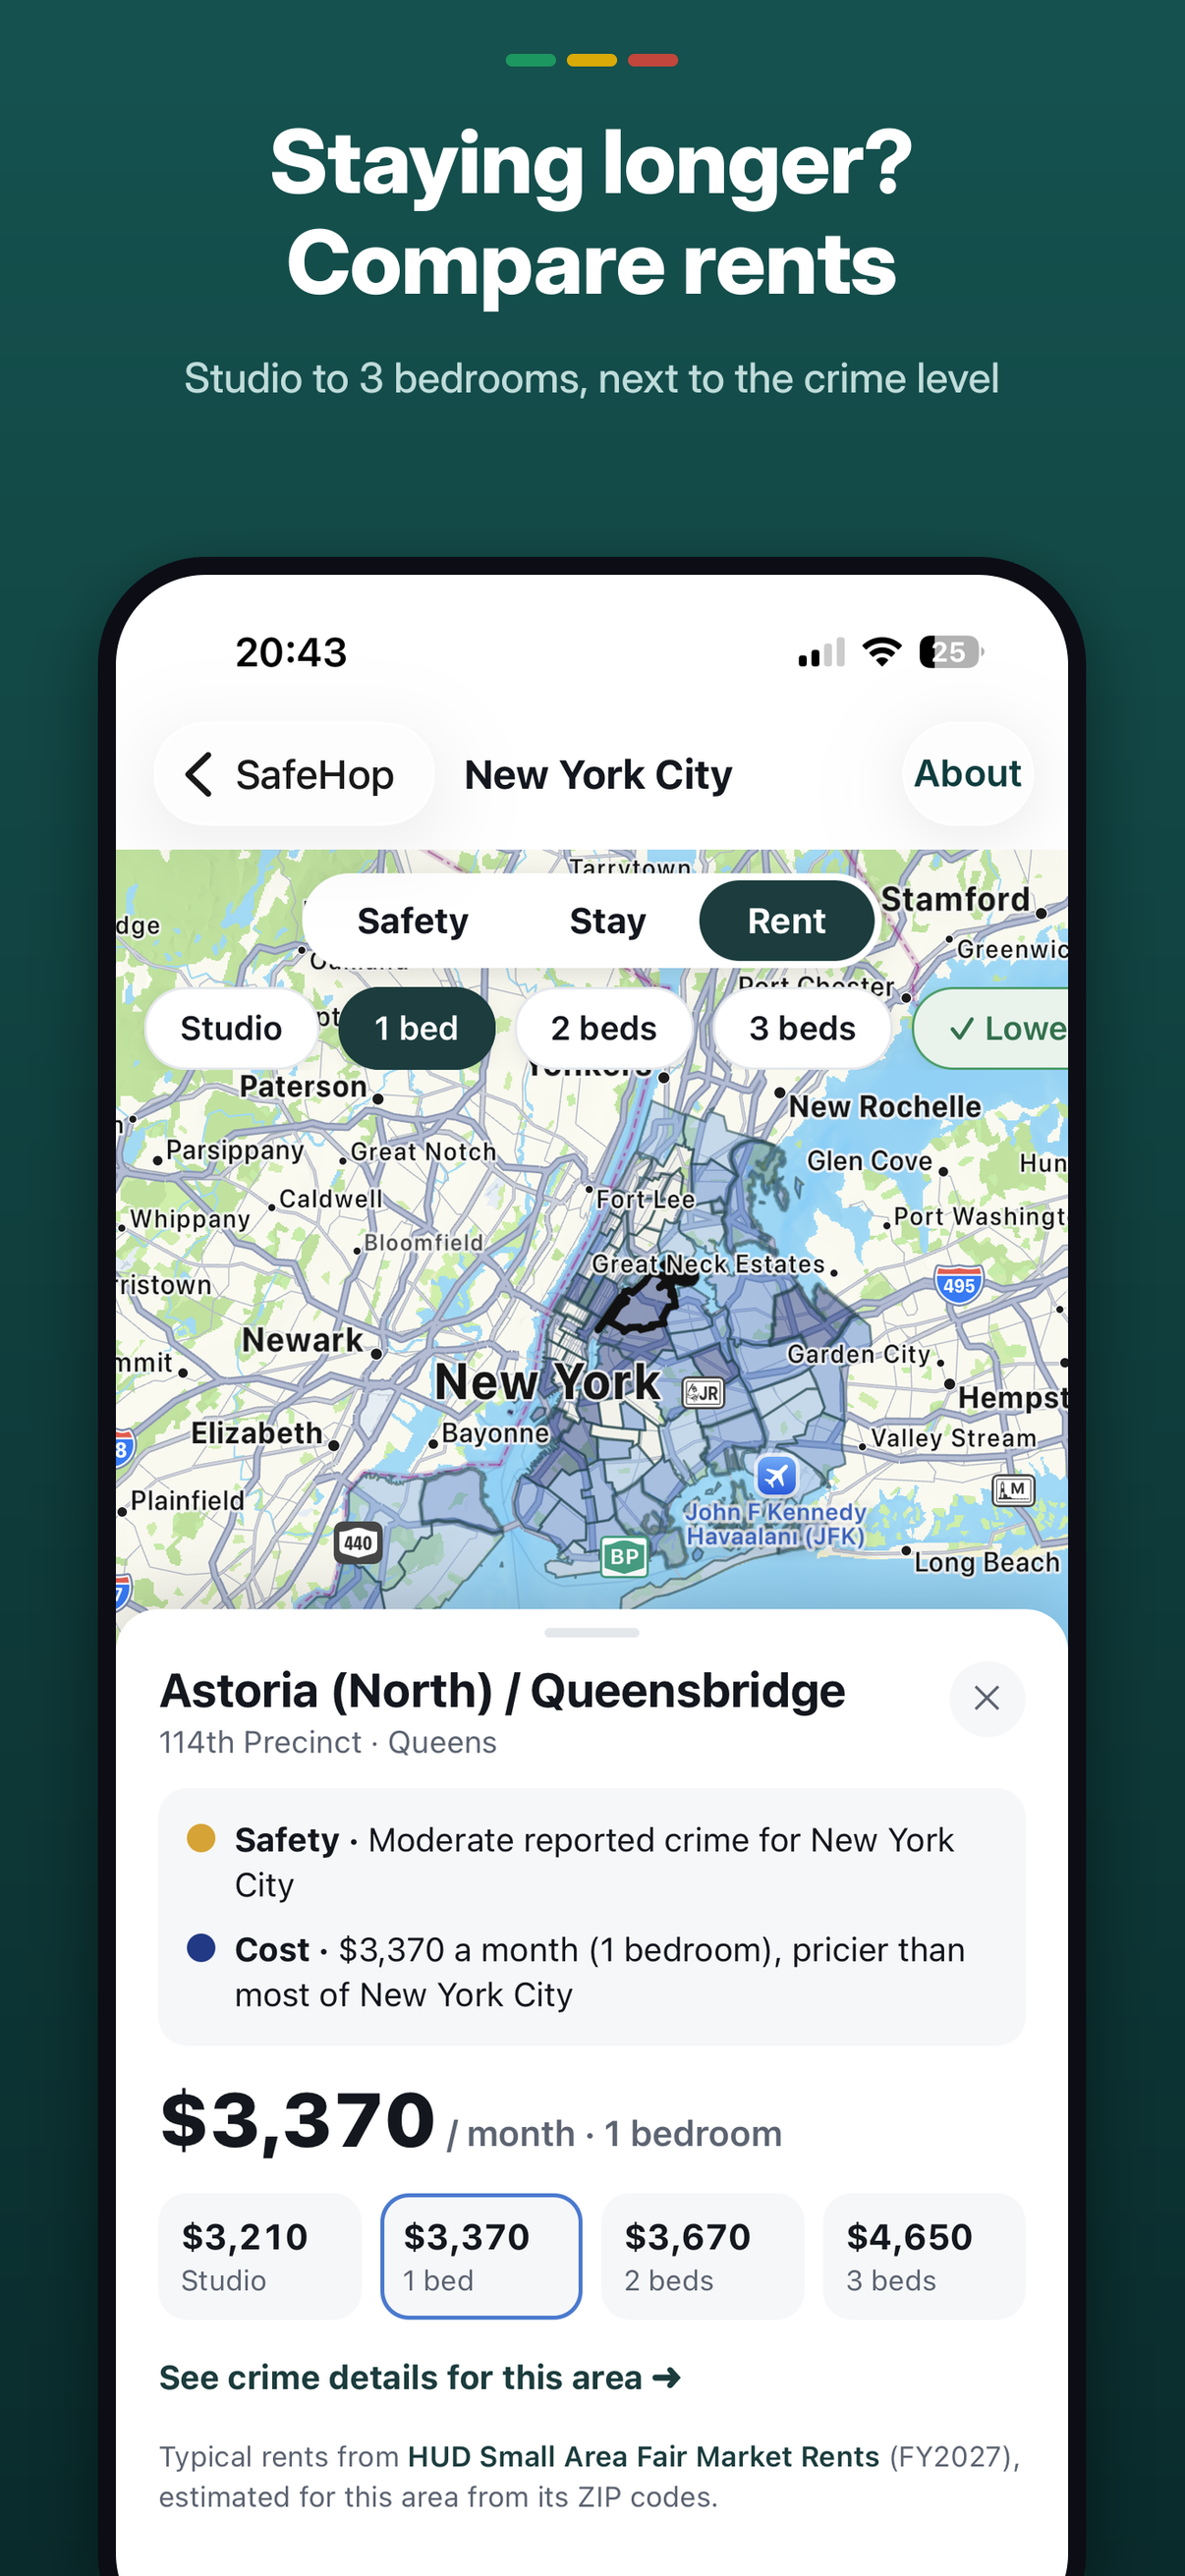 Staying longer?
Compare rents
Studio to 3 bedrooms, next to the crime level
20:43
25
SafeHop
New York City
About
Tarrytown
Safety
Stay
Rent
Stamford
dge
Greenwic
Port Chester
Studio
1 bed
2 beds
3 beds
✓ Lowe
Yonkers
Paterson
New Rochelle
Parsippany
Great Notch
Glen Cove
Hun
Caldwell
Fort Lee
Whippany
Port Washingt
Bloomfield
Great Neck Estates
rristown
495
Newark
Garden City
mmit
New York
JR
Hempst
Elizabeth
Bayonne
Valley Stream
8
Plainfield
M
John F Kennedy
Havaalanı (JFK)
440
BP
Long Beach
7
Astoria (North) / Queensbridge
114th Precinct · Queens
Safety · Moderate reported crime for New York
City
Cost · $3,370 a month (1 bedroom), pricier than
most of New York City
$3,370 / month · 1 bedroom
$3,210
$3,370
$3,670
$4,650
Studio
1 bed
2 beds
3 beds
See crime details for this area ➔
Typical rents from HUD Small Area Fair Market Rents (FY2027),
estimated for this area from its ZIP codes.